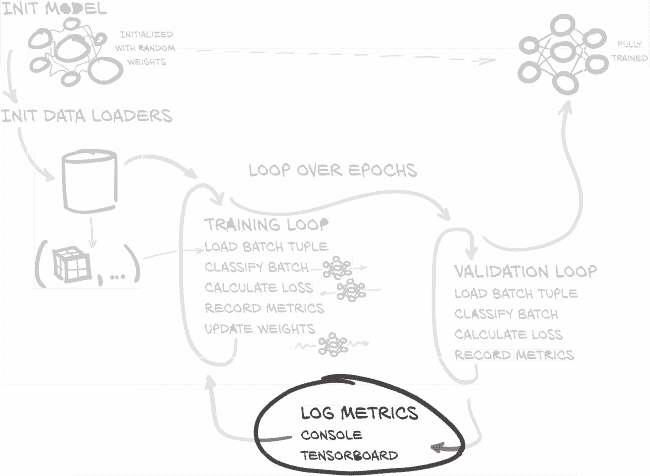 INIT MODEL
INITIALIZED
WITH RANDOM
WEIGHTS
FULLY
TRAINED
INIT DATA LOADERS
LOOP OVER EPOCHS
TRAINING LOOP
LOAD BATCH TUPLE
CLASSIFY BATCH
CALCULATE LOSS
RECORD METRICS
UPDATE WEIGHTS
( , ...)
VALIDATION LOOP
LOAD BATCH TUPLE
CLASSIFY BATCH
CALCULATE LOSS
RECORD METRICS
LOG METRICS
CONSOLE
TENSORBOARD